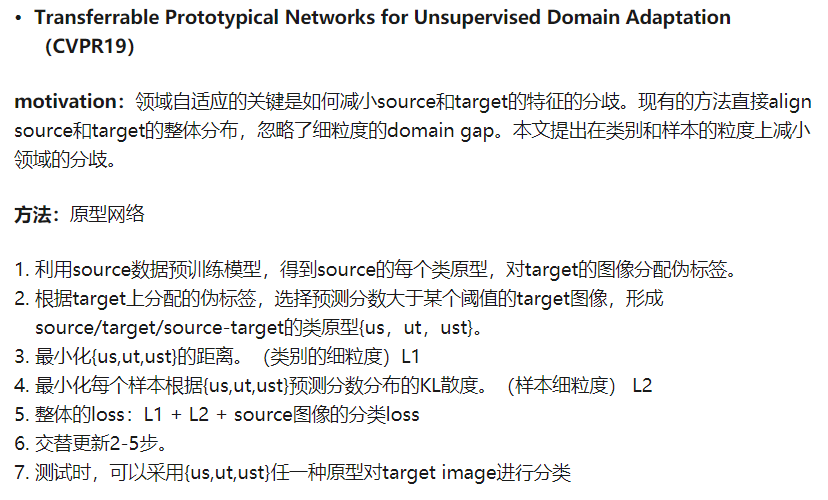 • Transferrable Prototypical Networks for Unsupervised Domain Adaptation
（CVPR19）
motivation：领域自适应的关键是如何减小source和target的特征的分歧。现有的方法直接align
source和target的整体分布，忽略了细粒度的domain gap。本文提出在类别和样本的粒度上减小
领域的分歧。
方法：原型网络
1. 利用source数据预训练模型，得到source的每个类原型，对target的图像分配伪标签。
2. 根据target上分配的伪标签，选择预测分数大于某个阈值的target图像，形成
source/target/source-target的类原型{us，ut，ust}。
3. 最小化{us,ut,ust}的距离。（类别的细粒度）L1
4. 最小化每个样本根据{us,ut,ust}预测分数分布的KL散度。（样本细粒度） L2
5. 整体的loss：L1 + L2 + source图像的分类loss
6. 交替更新2-5步。
7. 测试时，可以采用{us,ut,ust}任一种原型对target image进行分类